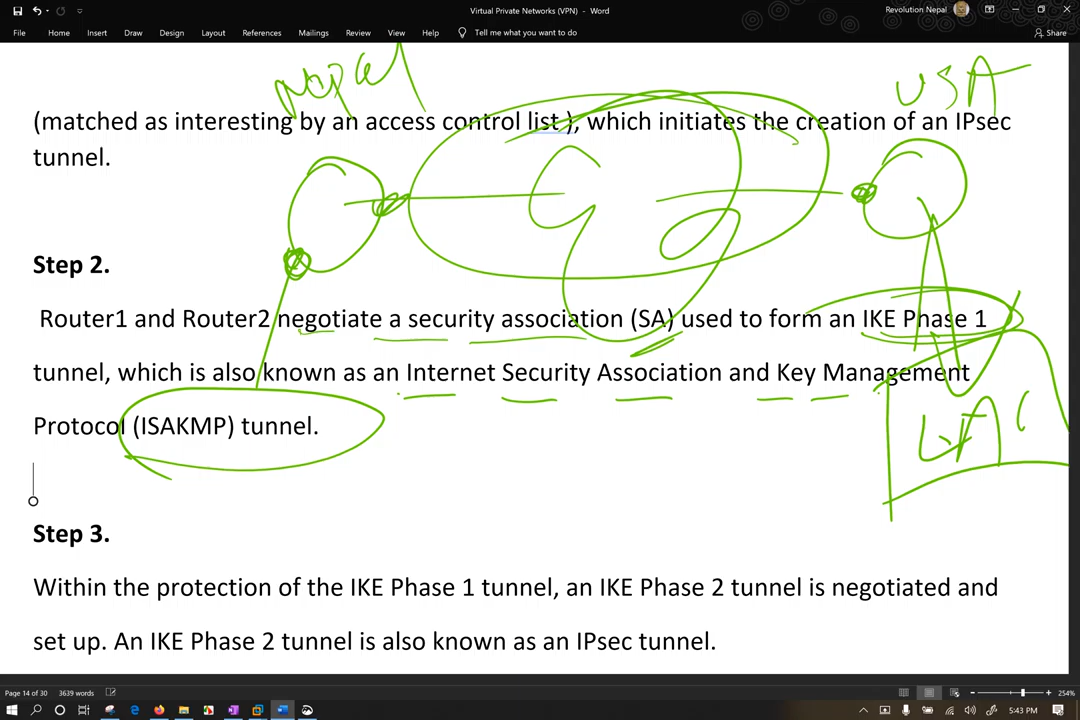 Virtual Private Networks (VPN) - Word
Revolution Nepal
File Home Insert Draw Design Layout References Mailings Review View Help Tell me what you want to do Share
Nepal
USA
(matched as interesting by an access control list ), which initiates the creation of an IPsec
tunnel.
Step 2.
Router1 and Router2 negotiate a security association (SA) used to form an IKE Phase 1
tunnel, which is also known as an Internet Security Association and Key Management
Protocol (ISAKMP) tunnel.
Step 3.
Within the protection of the IKE Phase 1 tunnel, an IKE Phase 2 tunnel is negotiated and
set up. An IKE Phase 2 tunnel is also known as an IPsec tunnel.
Page 14 of 30 3639 words 254%
5:43 PM